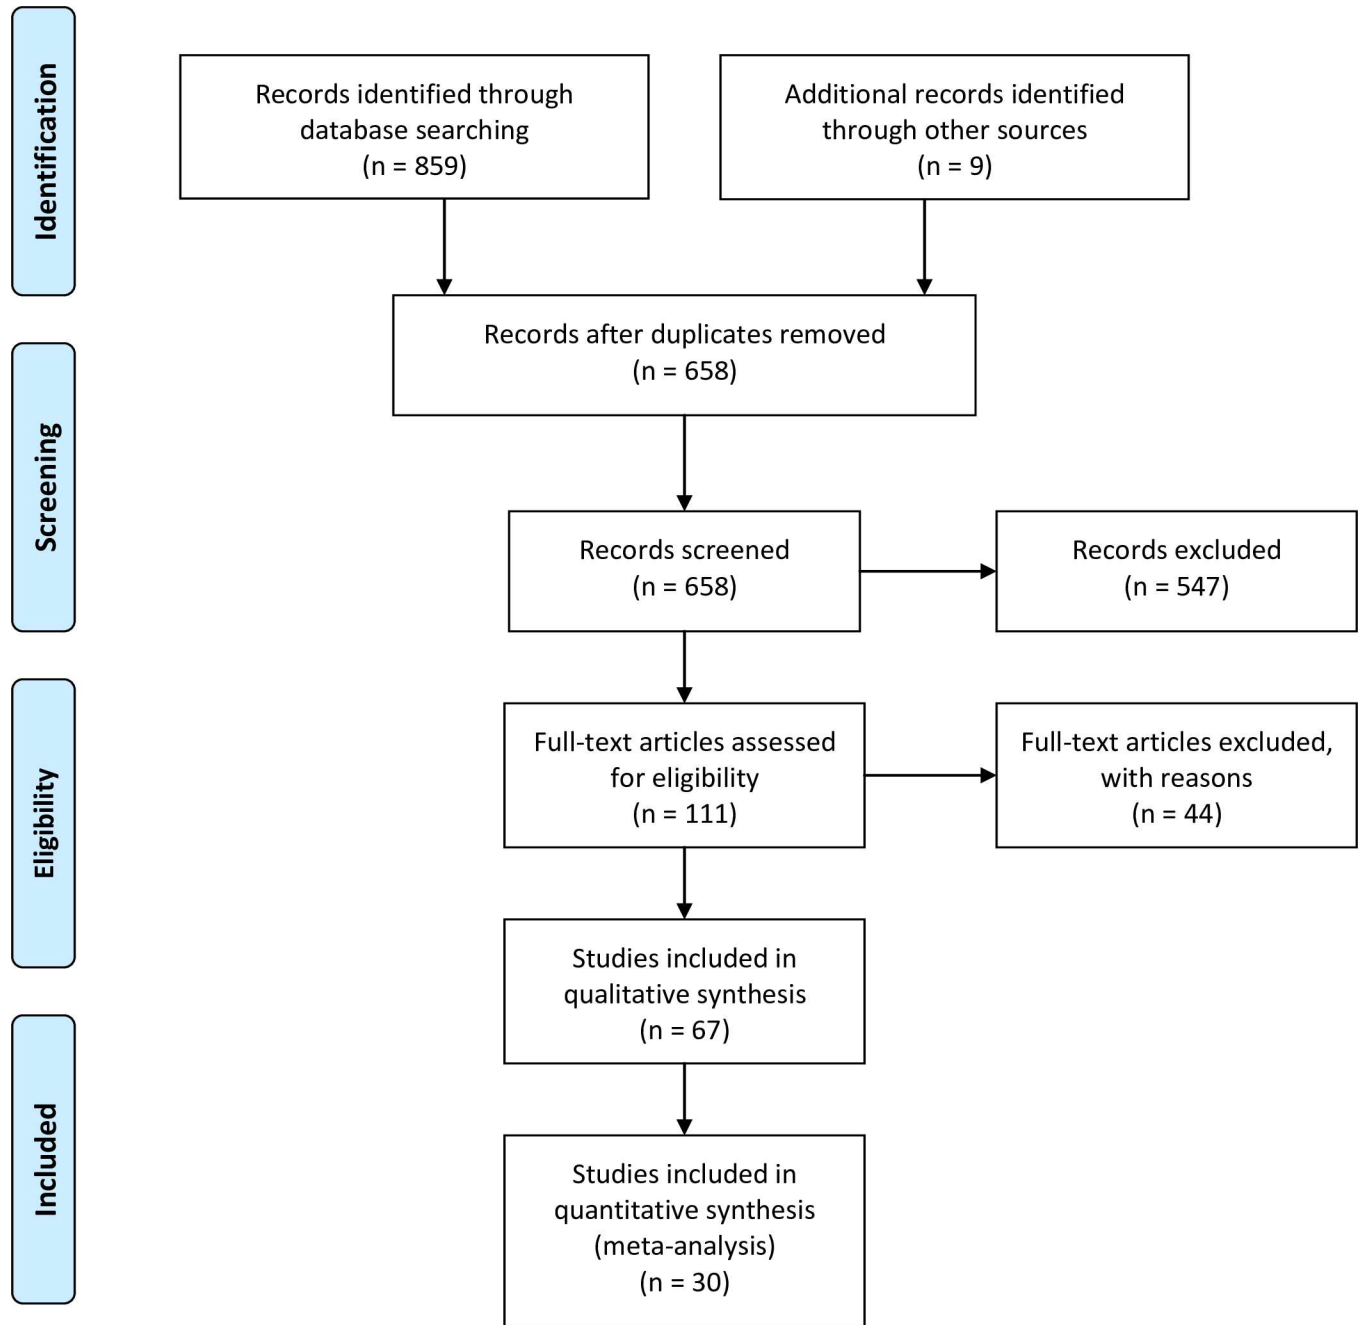 Identification
Records identified through
database searching
(n = 859)
Additional records identified
through other sources
(n = 9)
Records after duplicates removed
(n = 658)
Screening
Records screened
(n = 658)
Records excluded
(n = 547)
Eligibility
Full-text articles assessed
for eligibility
(n = 111)
Full-text articles excluded,
with reasons
(n = 44)
Studies included in
qualitative synthesis
(n = 67)
Included
Studies included in
quantitative synthesis
(meta-analysis)
(n = 30)